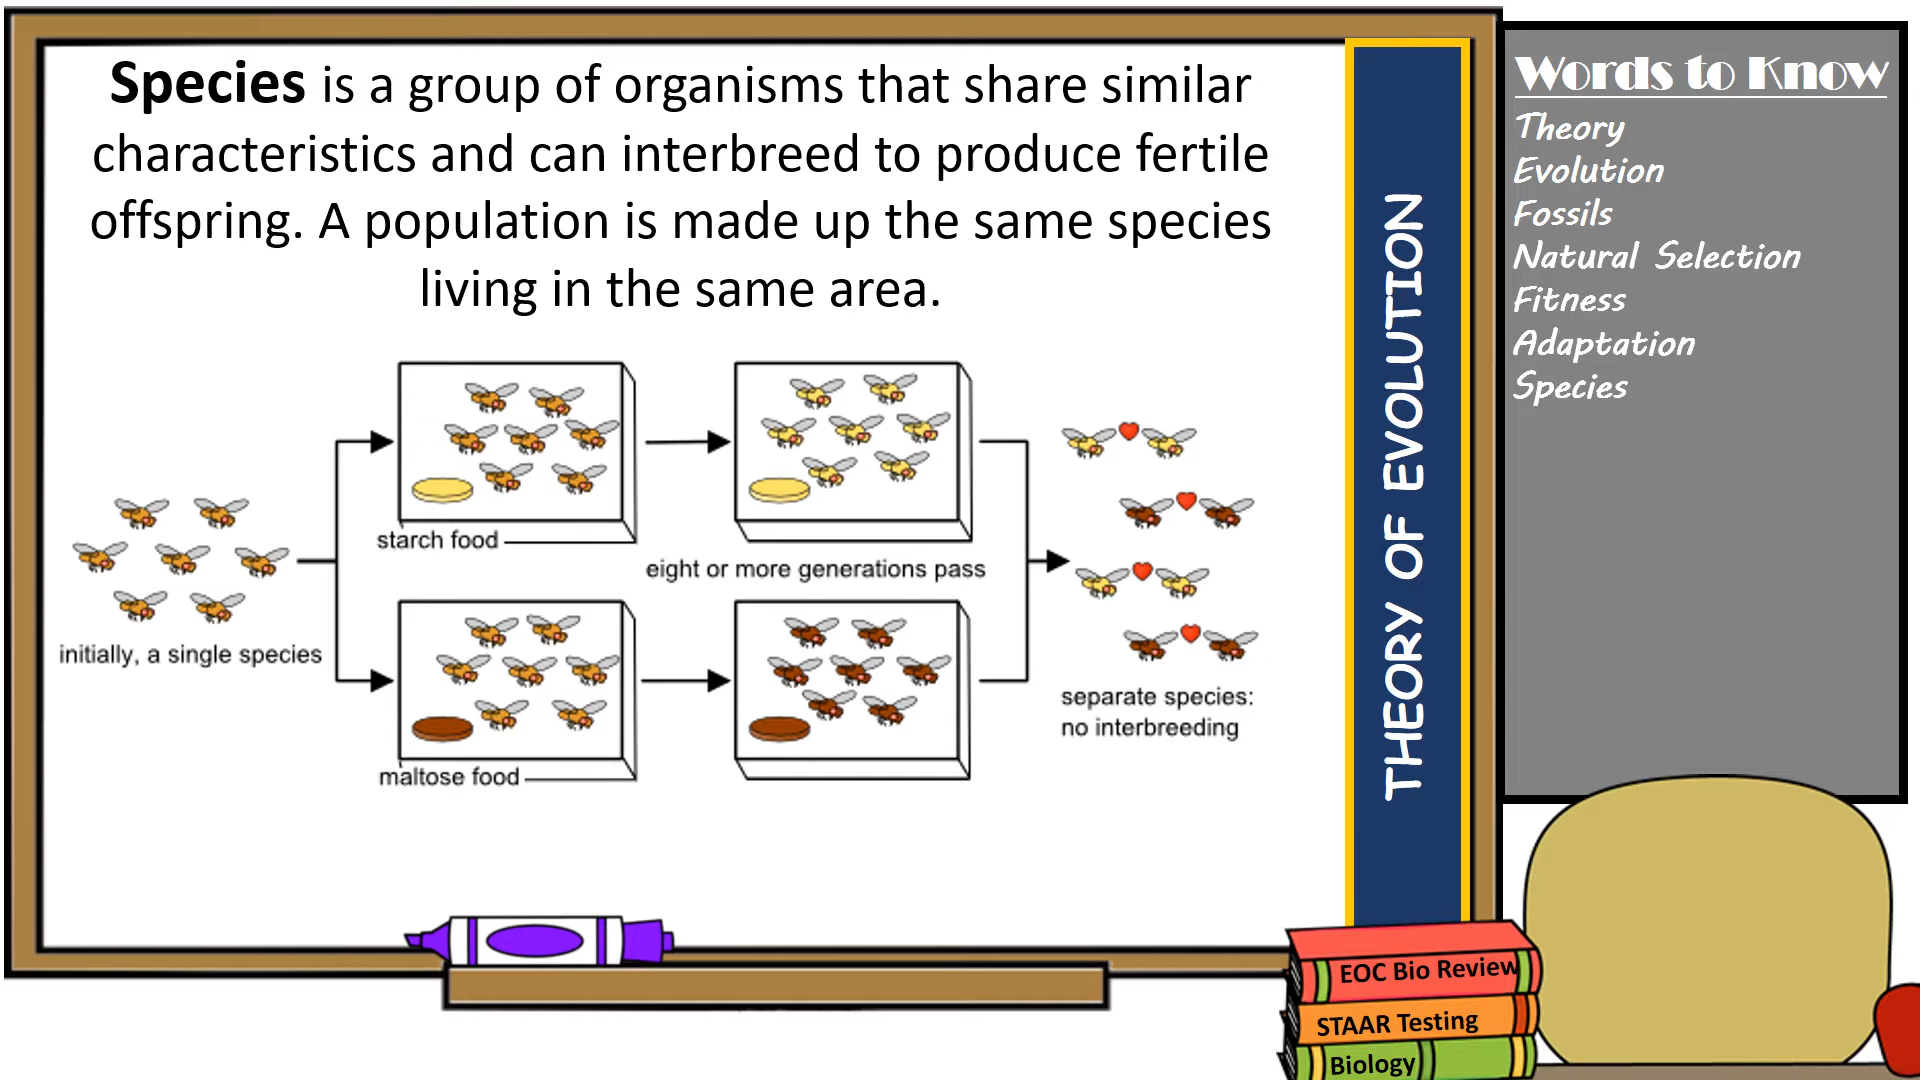 Species is a group of organisms that share similar
characteristics and can interbreed to produce fertile
offspring. A population is made up the same species
living in the same area.
initially, a single species
starch food
maltose food
eight or more generations pass
separate species:
no interbreeding
THEORY OF EVOLUTION
Words to Know
Theory
Evolution
Fossils
Natural Selection
Fitness
Adaptation
Species
EOC Bio Review
STAAR Testing
Biology